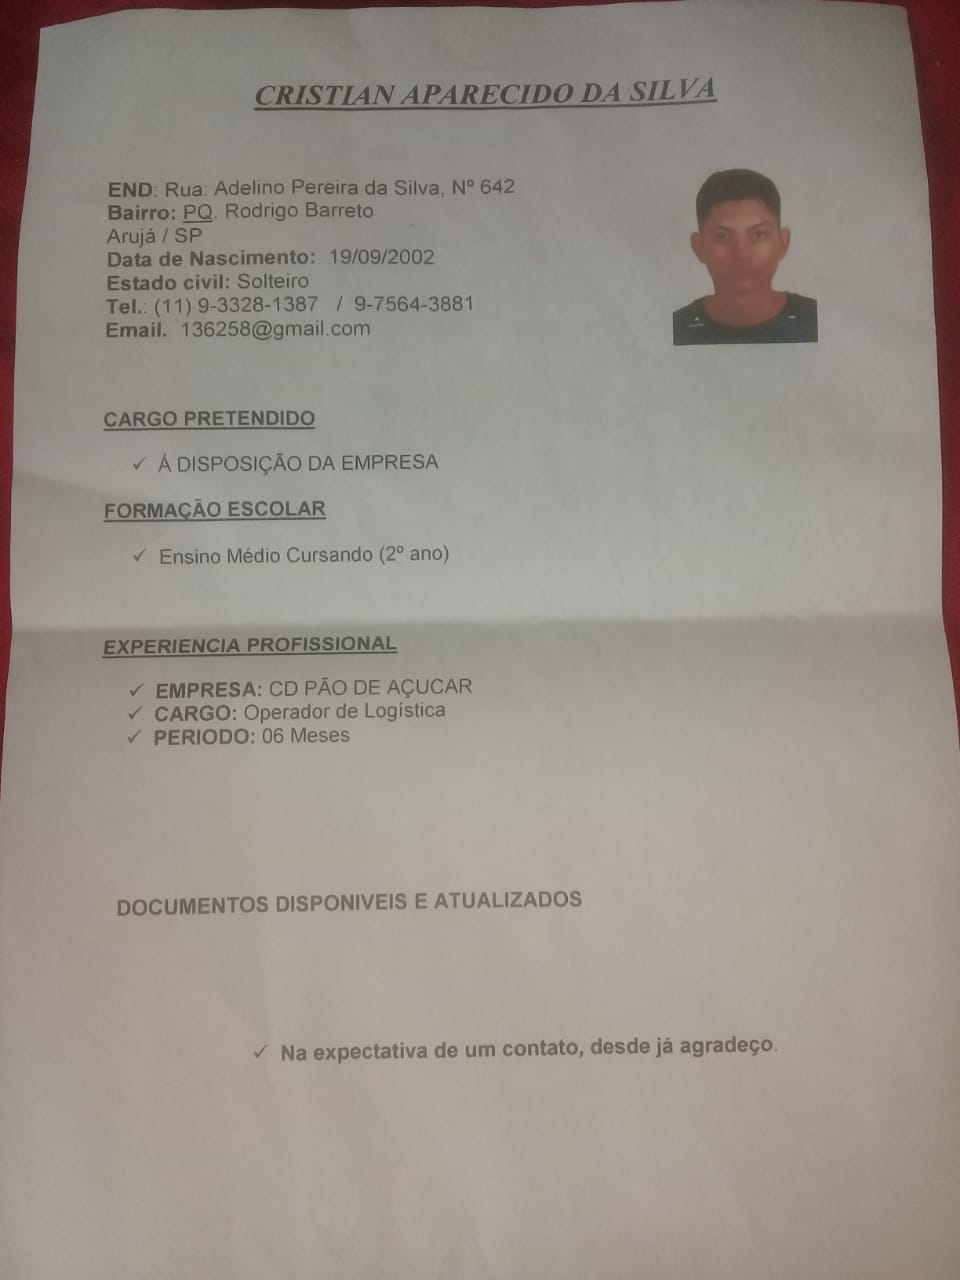 CRISTIAN APARECIDO DA SILVA
END: Rua: Adelino Pereira da Silva, Nº 642
Bairro: PQ. Rodrigo Barreto
Arujá / SP
Data de Nascimento: 19/09/2002
Estado civil: Solteiro
Tel.: (11) 9-3328-1387 / 9-7564-3881
Email. 136258@gmail.com
CARGO PRETENDIDO
✓ Á DISPOSIÇÃO DA EMPRESA
FORMAÇÃO ESCOLAR
✓ Ensino Médio Cursando (2º ano)
EXPERIENCIA PROFISSIONAL
✓ EMPRESA: CD PÃO DE AÇUCAR
✓ CARGO: Operador de Logística
✓ PERIODO: 06 Meses
DOCUMENTOS DISPONIVEIS E ATUALIZADOS
✓ Na expectativa de um contato, desde já agradeço.